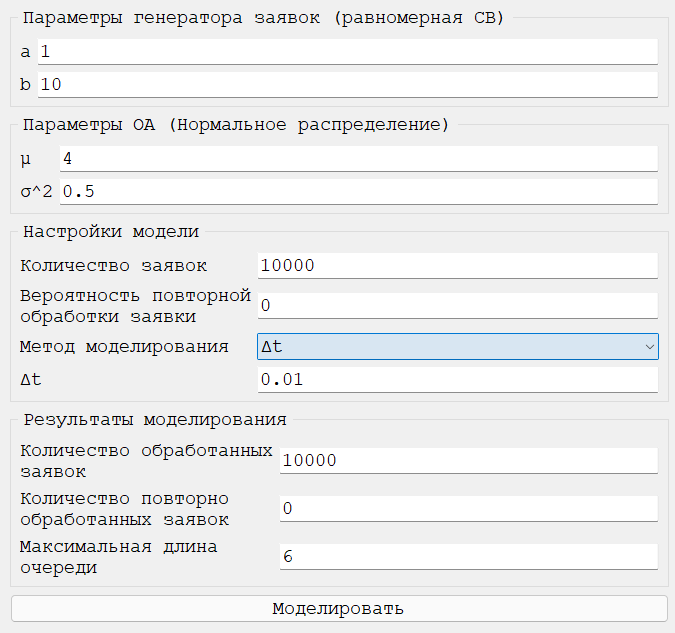 Параметры генератора заявок (равномерная СВ)
a 1
b 10
Параметры ОА (Нормальное распределение)
μ 4
σ^2 0.5
Настройки модели
Количество заявок 10000
Вероятность повторной
обработки заявки 0
Метод моделирования Δt
Δt 0.01
Результаты моделирования
Количество обработанных
заявок 10000
Количество повторно
обработанных заявок 0
Максимальная длина
очереди 6
Моделировать